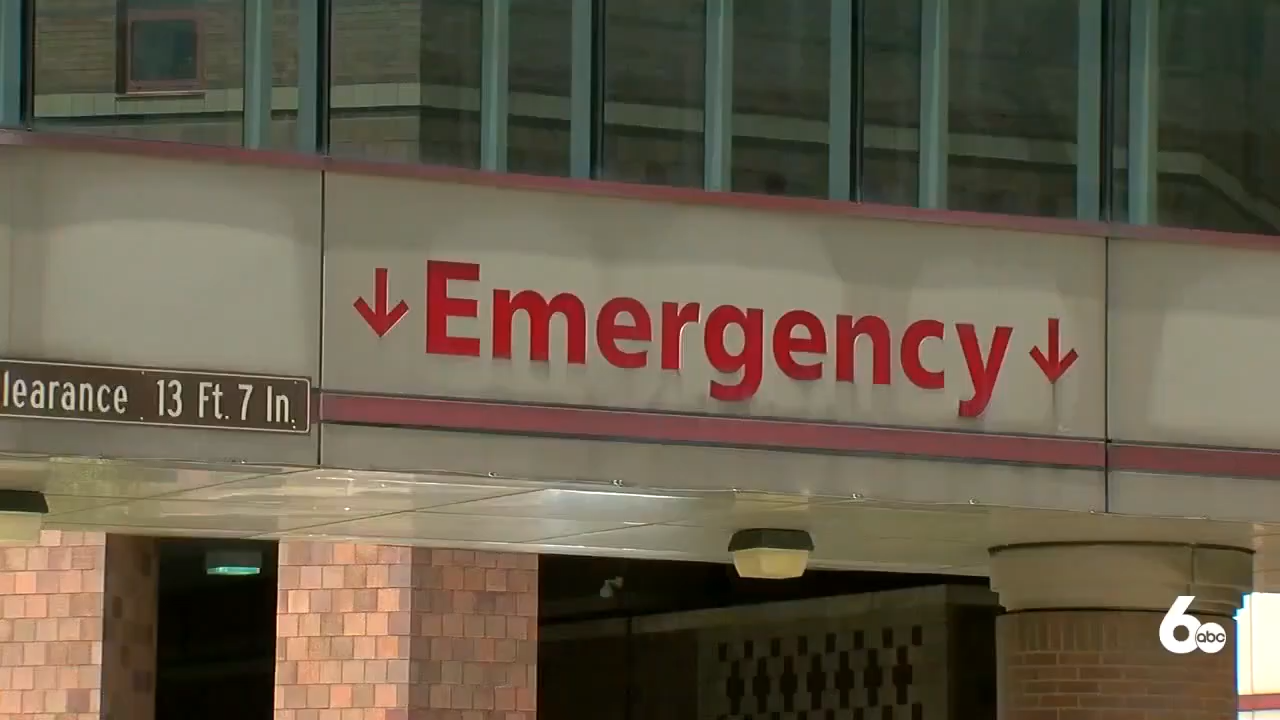 ↓Emergency↓
learance 13 Ft. 7 In.
6abc